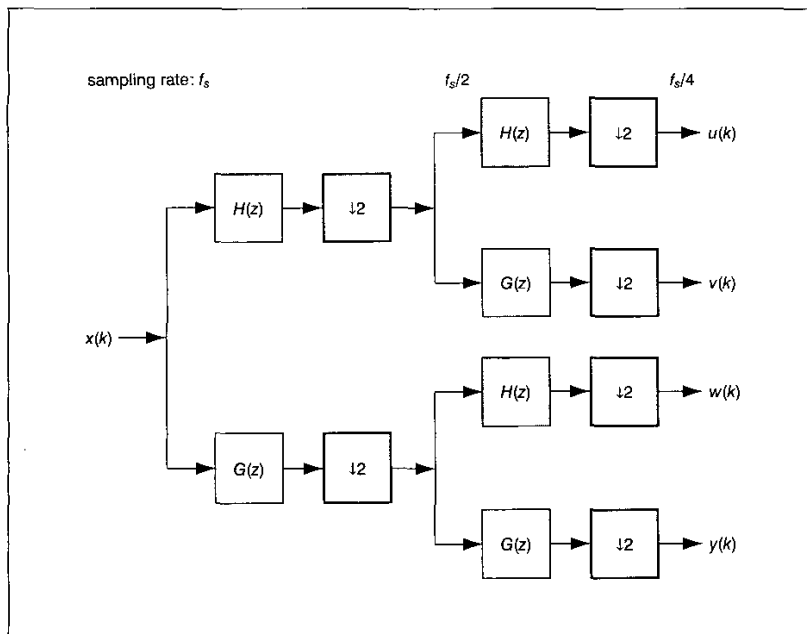 sampling rate: fs
fs/2
fs/4
H(z)
↓2
u(k)
H(z)
↓2
G(z)
↓2
v(k)
x(k)
H(z)
↓2
w(k)
G(z)
↓2
G(z)
↓2
y(k)